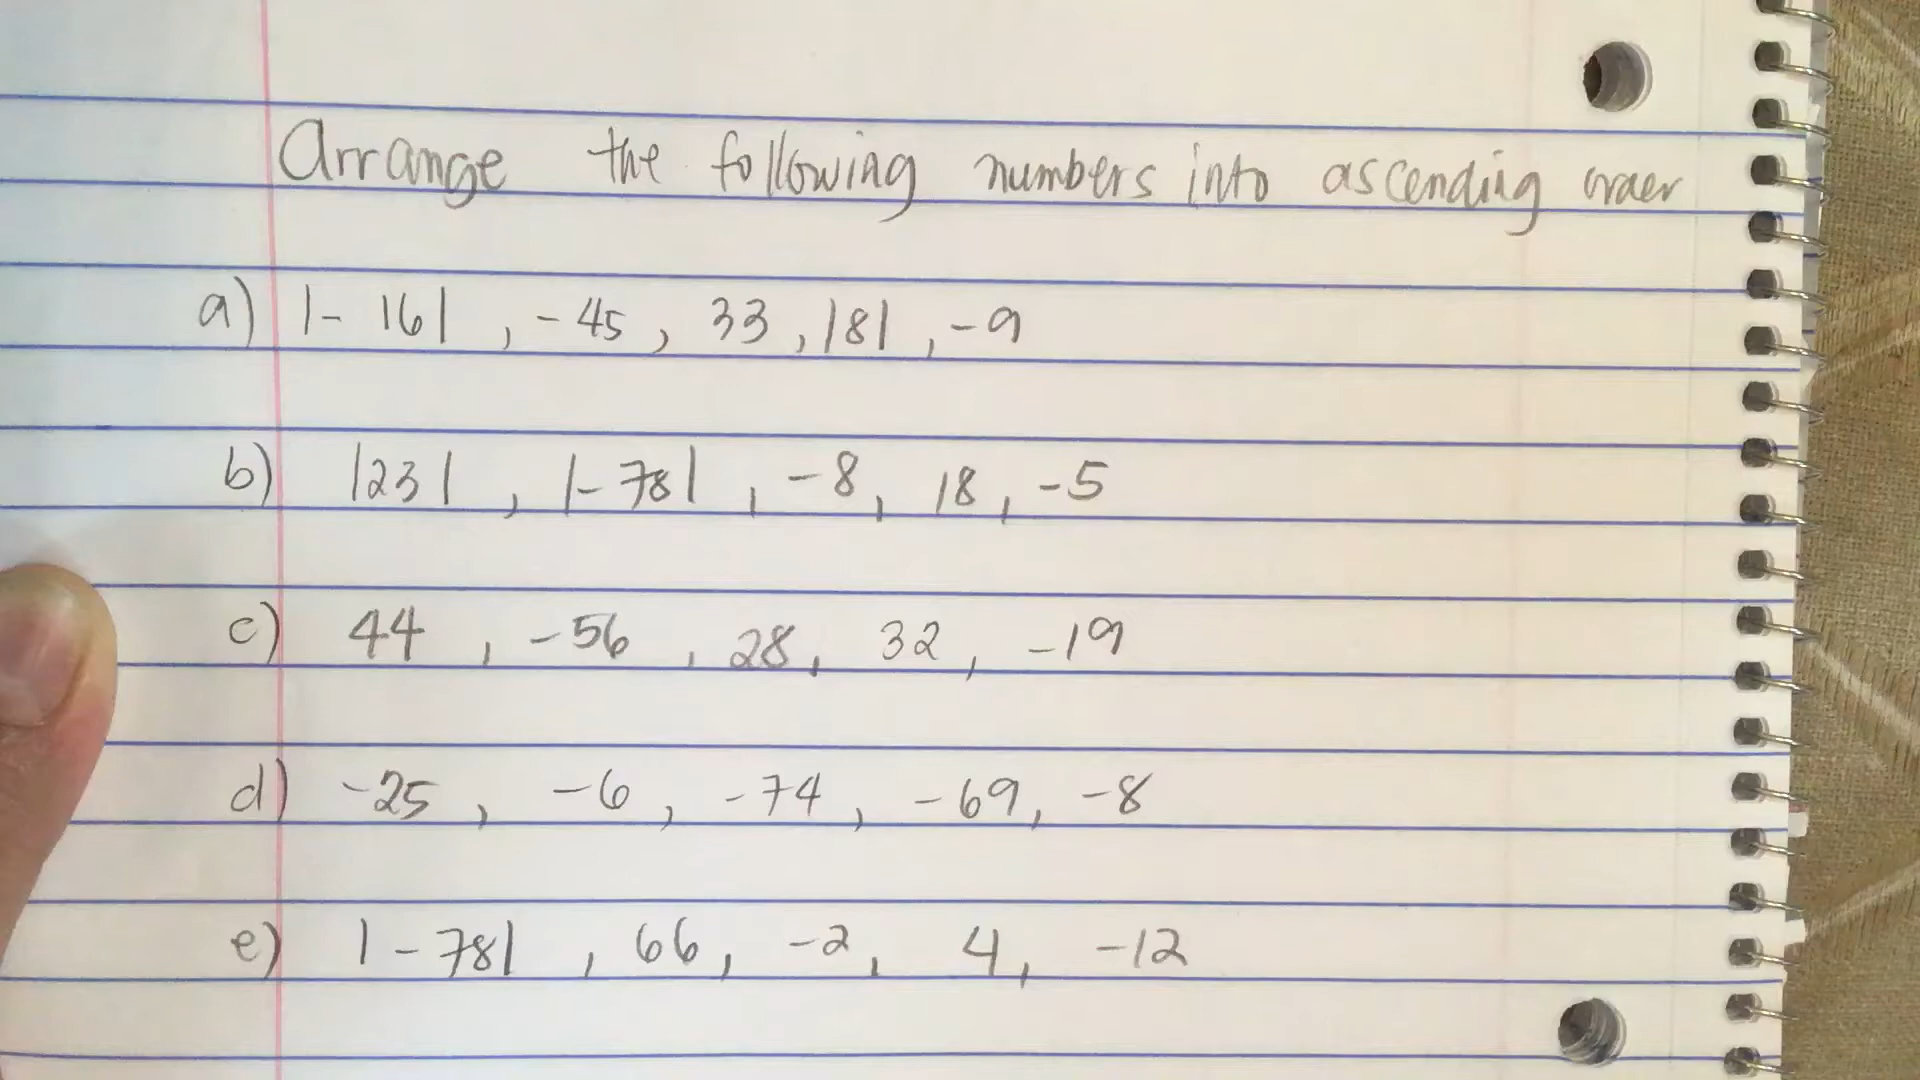 Arrange the following numbers into ascending order
a) |-16| , -45 , 33 , |8| , -9
b) |23| , |-78| , -8 , 18 , -5
c) 44 , -56 , 28 , 32 , -19
d) -25 , -6 , -74 , -69 , -8
e) |-78| , 66 , -2 , 4 , -12